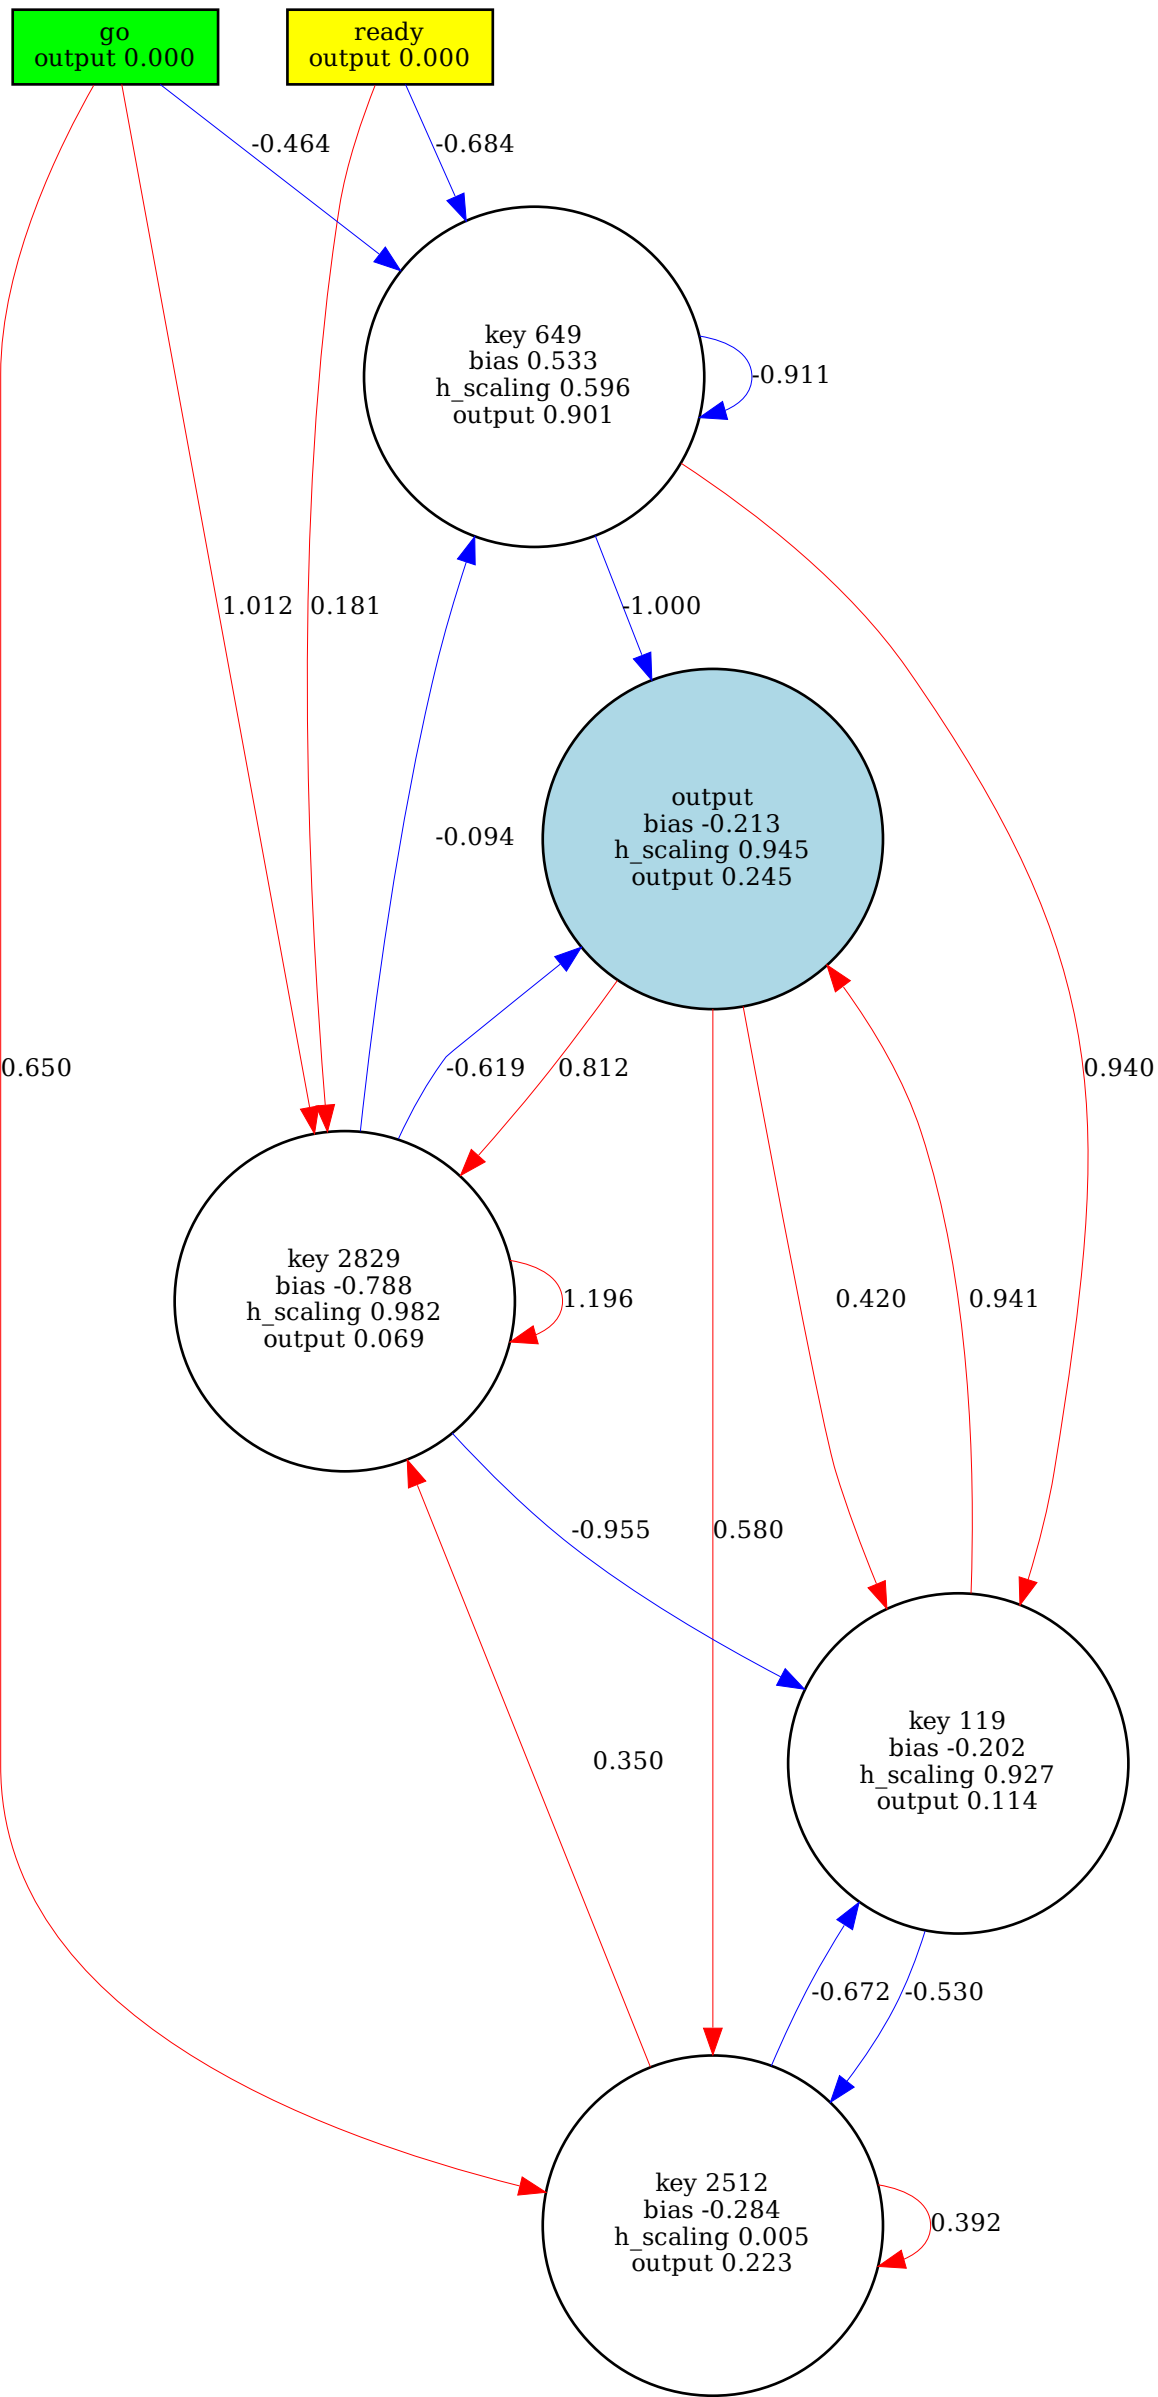 go
output 0.000
ready
output 0.000
-0.464
-0.684
key 649
bias 0.533
h_scaling 0.596
output 0.901
-0.911
1.012
0.181
-1.000
output
bias -0.213
h_scaling 0.945
output 0.245
-0.094
0.650
-0.619
0.812
0.940
key 2829
bias -0.788
h_scaling 0.982
output 0.069
1.196
0.420
0.941
-0.955
0.580
key 119
bias -0.202
h_scaling 0.927
output 0.114
0.350
-0.672
-0.530
key 2512
bias -0.284
h_scaling 0.005
output 0.223
0.392